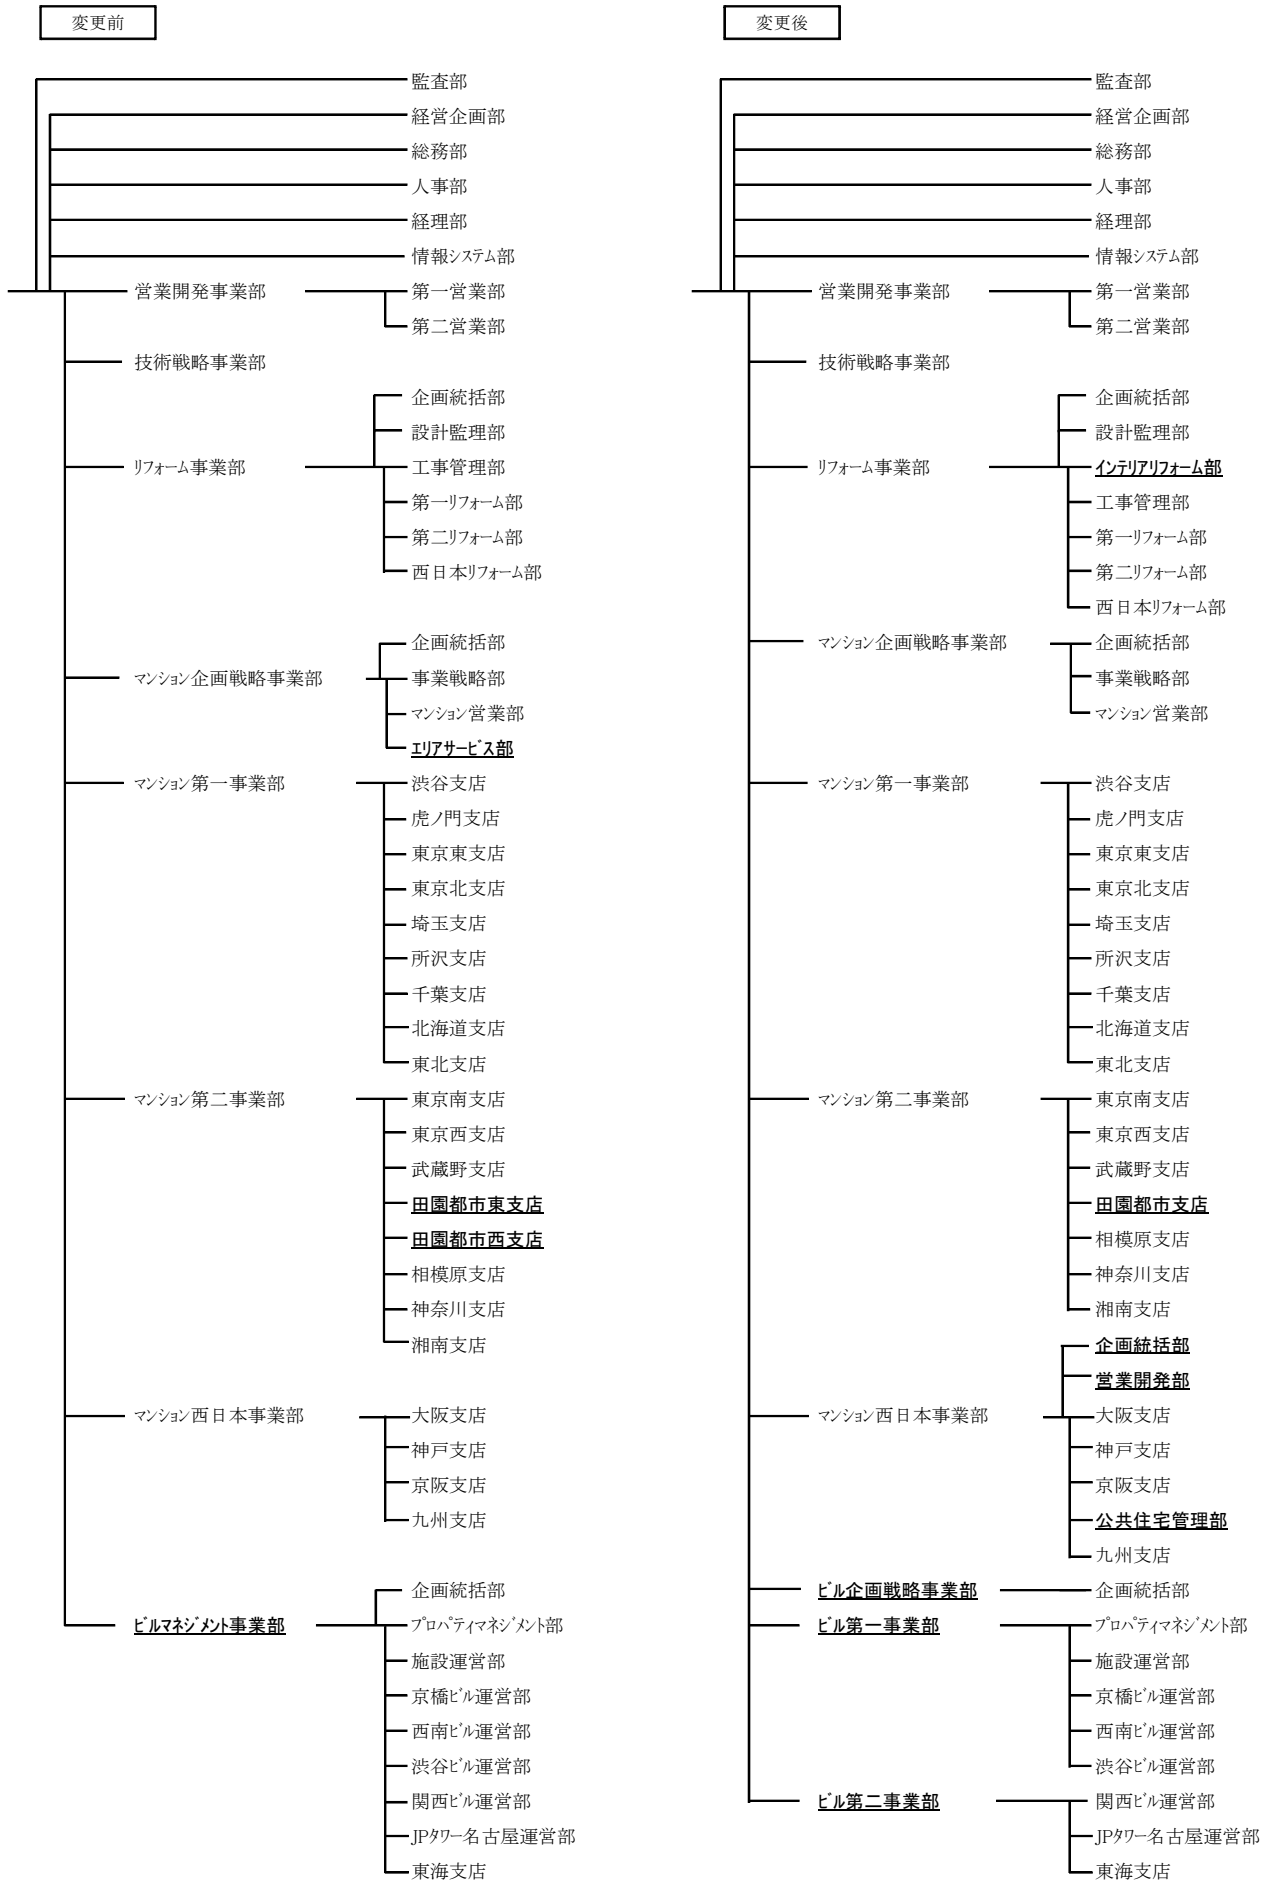 変更前
監査部
経営企画部
総務部
人事部
経理部
情報システム部
営業開発事業部
第一営業部
第二営業部
技術戦略事業部
企画統括部
設計監理部
リフォーム事業部
工事管理部
第一リフォーム部
第二リフォーム部
西日本リフォーム部
企画統括部
マンション企画戦略事業部
事業戦略部
マンション営業部
エリアサービス部
マンション第一事業部
渋谷支店
虎ノ門支店
東京東支店
東京北支店
埼玉支店
所沢支店
千葉支店
北海道支店
東北支店
マンション第二事業部
東京南支店
東京西支店
武蔵野支店
田園都市東支店
田園都市西支店
相模原支店
神奈川支店
湘南支店
マンション西日本事業部
大阪支店
神戸支店
京阪支店
九州支店
企画統括部
ビルマネジメント事業部
プロパティマネジメント部
施設運営部
京橋ビル運営部
西南ビル運営部
渋谷ビル運営部
関西ビル運営部
JPタワー名古屋運営部
東海支店
変更後
監査部
経営企画部
総務部
人事部
経理部
情報システム部
営業開発事業部
第一営業部
第二営業部
技術戦略事業部
企画統括部
設計監理部
リフォーム事業部
インテリアリフォーム部
工事管理部
第一リフォーム部
第二リフォーム部
西日本リフォーム部
マンション企画戦略事業部
企画統括部
事業戦略部
マンション営業部
マンション第一事業部
渋谷支店
虎ノ門支店
東京東支店
東京北支店
埼玉支店
所沢支店
千葉支店
北海道支店
東北支店
マンション第二事業部
東京南支店
東京西支店
武蔵野支店
田園都市支店
相模原支店
神奈川支店
湘南支店
企画統括部
営業開発部
マンション西日本事業部
大阪支店
神戸支店
京阪支店
公共住宅管理部
九州支店
ビル企画戦略事業部
企画統括部
ビル第一事業部
プロパティマネジメント部
施設運営部
京橋ビル運営部
西南ビル運営部
渋谷ビル運営部
ビル第二事業部
関西ビル運営部
JPタワー名古屋運営部
東海支店